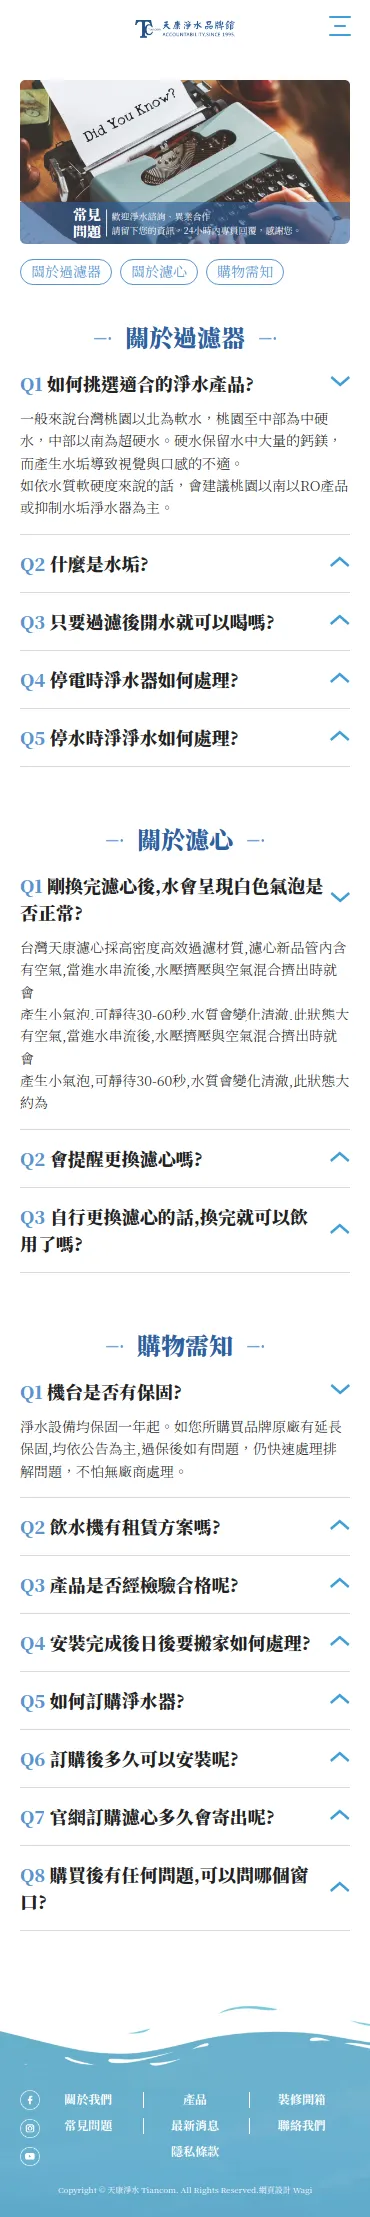 TC 天康淨水品牌館
ACCOUNTABILITY.SINCE 1995
Did You Know?
常見
問題
歡迎淨水諮詢、異業合作
請留下您的資訊，24小時內專員回覆，感謝您。
關於過濾器
關於濾心
購物需知
關於過濾器
Q1 如何挑選適合的淨水產品?
一般來說台灣桃園以北為軟水，桃園至中部為中硬
水，中部以南為超硬水。硬水保留水中大量的鈣鎂，
而產生水垢導致視覺與口感的不適。
如依水質軟硬度來說的話，會建議桃園以南以RO產品
或抑制水垢淨水器為主。
Q2 什麼是水垢?
Q3 只要過濾後開水就可以喝嗎?
Q4 停電時淨水器如何處理?
Q5 停水時淨淨水如何處理?
關於濾心
Q1 剛換完濾心後,水會呈現白色氣泡是
否正常?
台灣天康濾心採高密度高效過濾材質,濾心新品管內含
有空氣,當進水串流後,水壓擠壓與空氣混合擠出時就
會
產生小氣泡,可靜待30-60秒,水質會變化清澈,此狀態大
有空氣,當進水串流後,水壓擠壓與空氣混合擠出時就
會
產生小氣泡,可靜待30-60秒,水質會變化清澈,此狀態大
約為
Q2 會提醒更換濾心嗎?
Q3 自行更換濾心的話,換完就可以飲
用了嗎?
購物需知
Q1 機台是否有保固?
淨水設備均保固一年起。如您所購買品牌原廠有延長
保固,均依公告為主,過保後如有問題，仍快速處理排
解問題，不怕無廠商處理。
Q2 飲水機有租賃方案嗎?
Q3 產品是否經檢驗合格呢?
Q4 安裝完成後日後要搬家如何處理?
Q5 如何訂購淨水器?
Q6 訂購後多久可以安裝呢?
Q7 官網訂購濾心多久會寄出呢?
Q8 購買後有任何問題,可以問哪個窗
口?
關於我們
產品
裝修開箱
常見問題
最新消息
聯絡我們
隱私條款
Copyright © 天康淨水 Tiancom. All Rights Reserved.網頁設計 Wagi